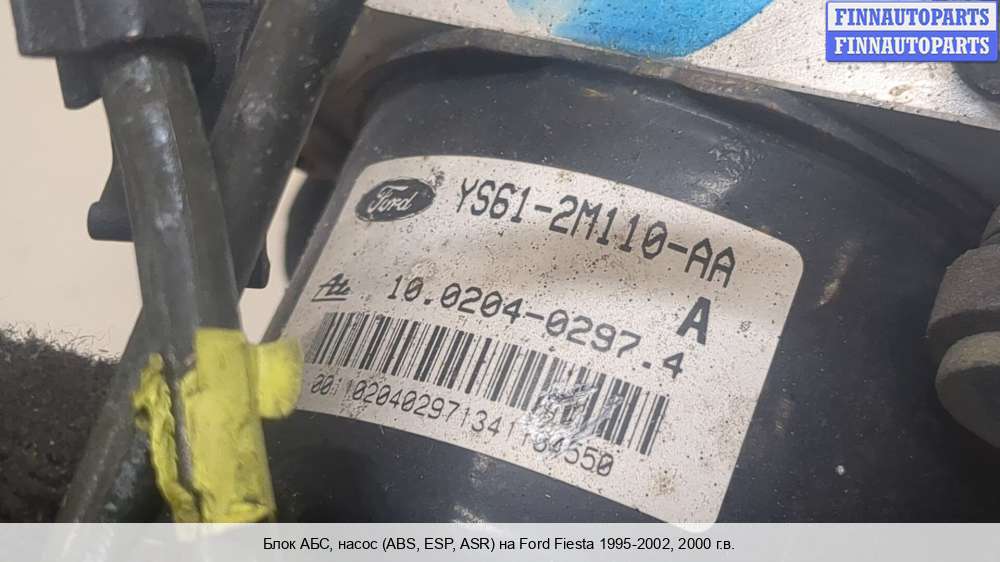 FINNAUTOPARTS
FINNAUTOPARTS
Ford YS61-2M110-AA
Ate 10.0204-0297.4 A
Блок АБС, насос (ABS, ESP, ASR) на Ford Fiesta 1995-2002, 2000 г.в.